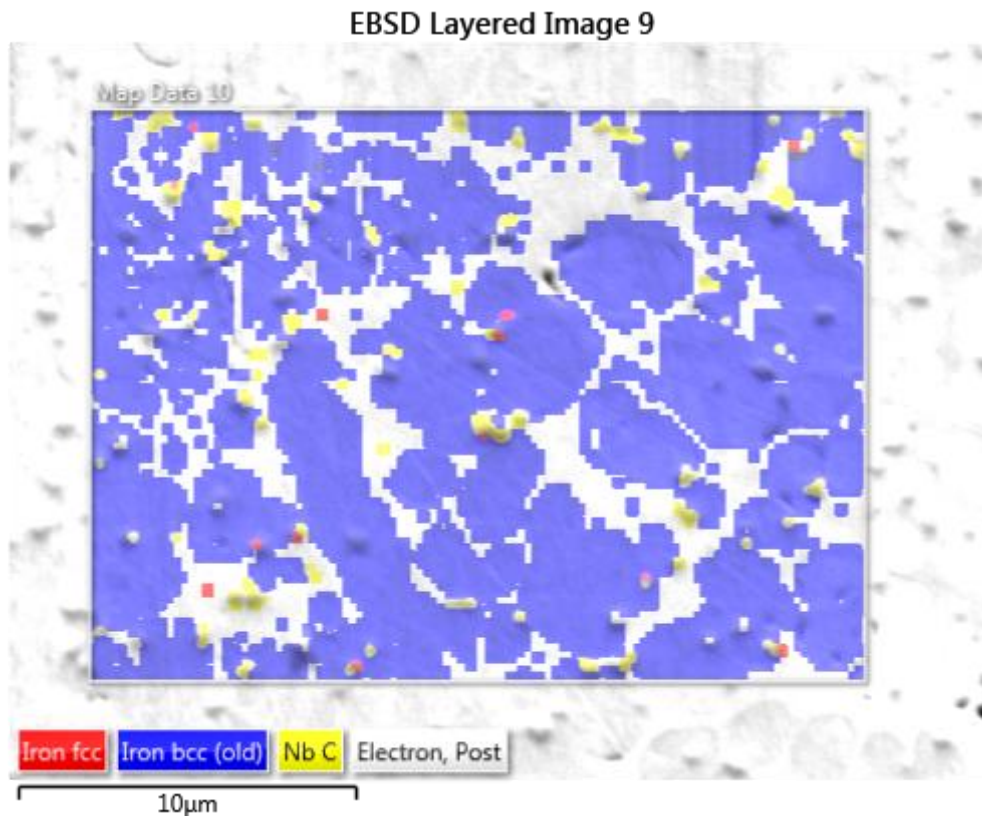 EBSD Layered Image 9
Map Data 10
Iron fcc Iron bcc (old) Nb C Electron, Post
10μm